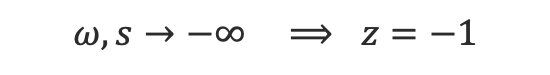 ω, s → −∞ ⟹ z = −1